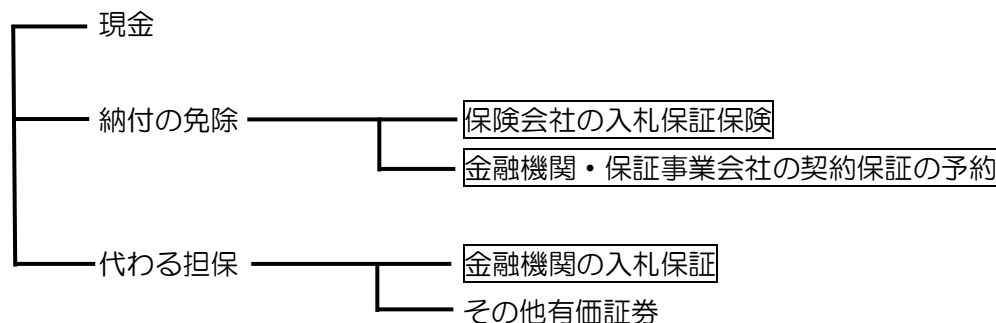 現金
納付の免除
保険会社の入札保証保険
金融機関・保証事業会社の契約保証の予約
代わる担保
金融機関の入札保証
その他有価証券